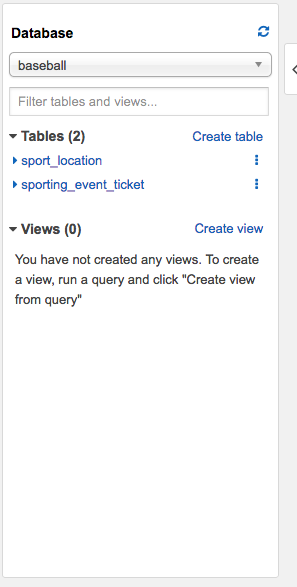 Database
baseball
Filter tables and views...
Tables (2) Create table
sport_location
sporting_event_ticket
Views (0) Create view
You have not created any views. To create
a view, run a query and click "Create view
from query"